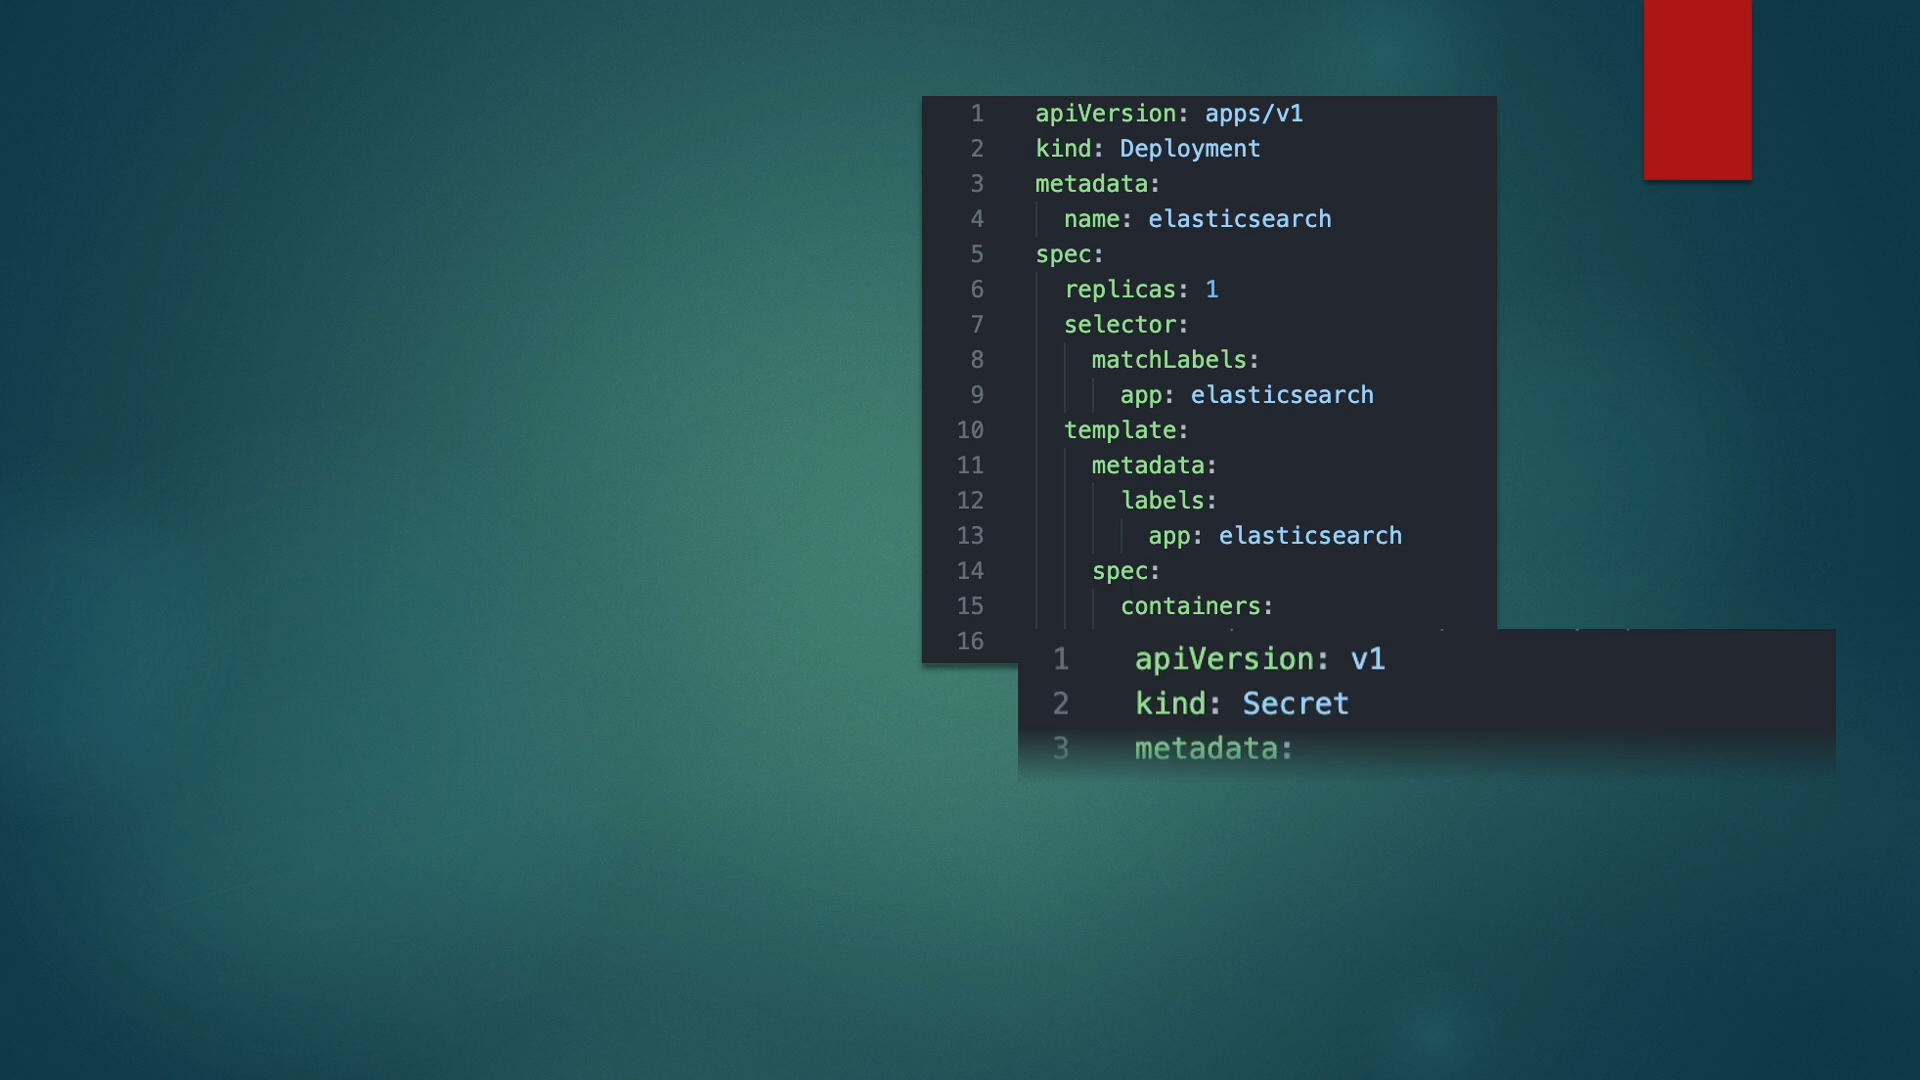 1 apiVersion: apps/v1
2 kind: Deployment
3 metadata:
4 name: elasticsearch
5 spec:
6 replicas: 1
7 selector:
8 matchLabels:
9 app: elasticsearch
10 template:
11 metadata:
12 labels:
13 app: elasticsearch
14 spec:
15 containers:
16
1 apiVersion: v1
2 kind: Secret
3 metadata: